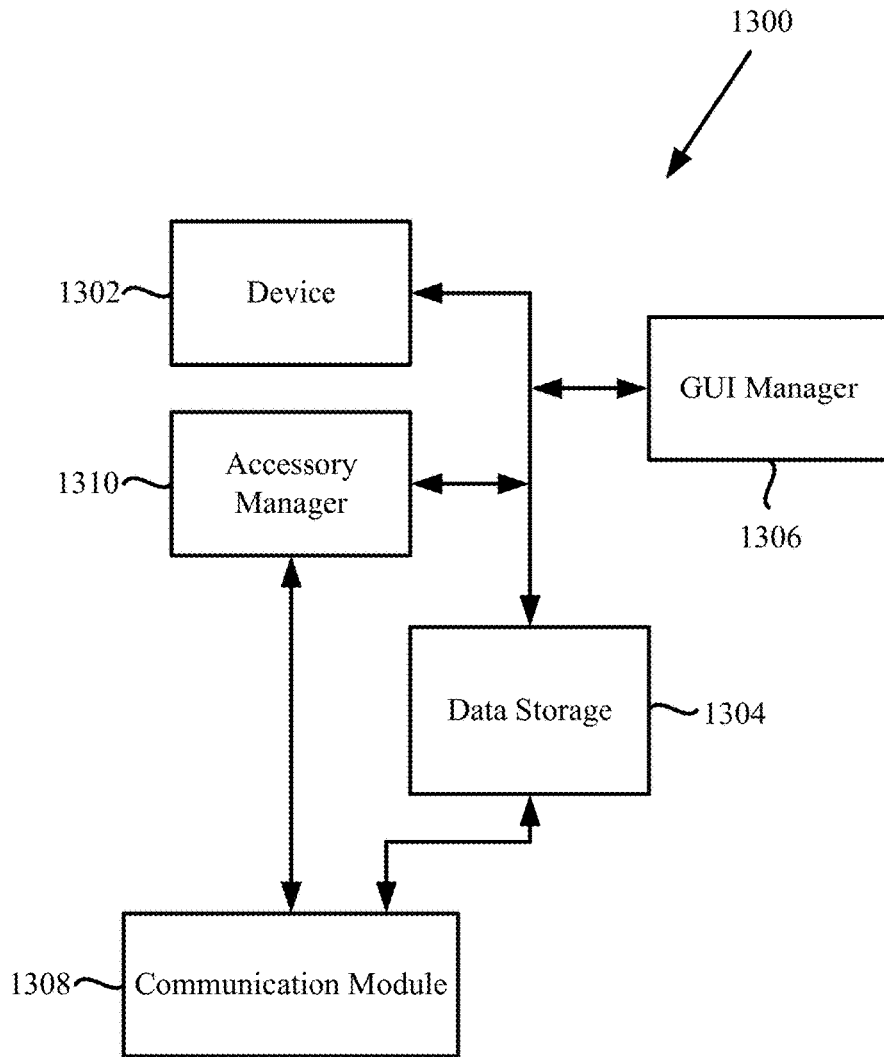 1300
1302
Device
GUI Manager
1306
1310
Accessory
Manager
Data Storage
1304
1308
Communication Module